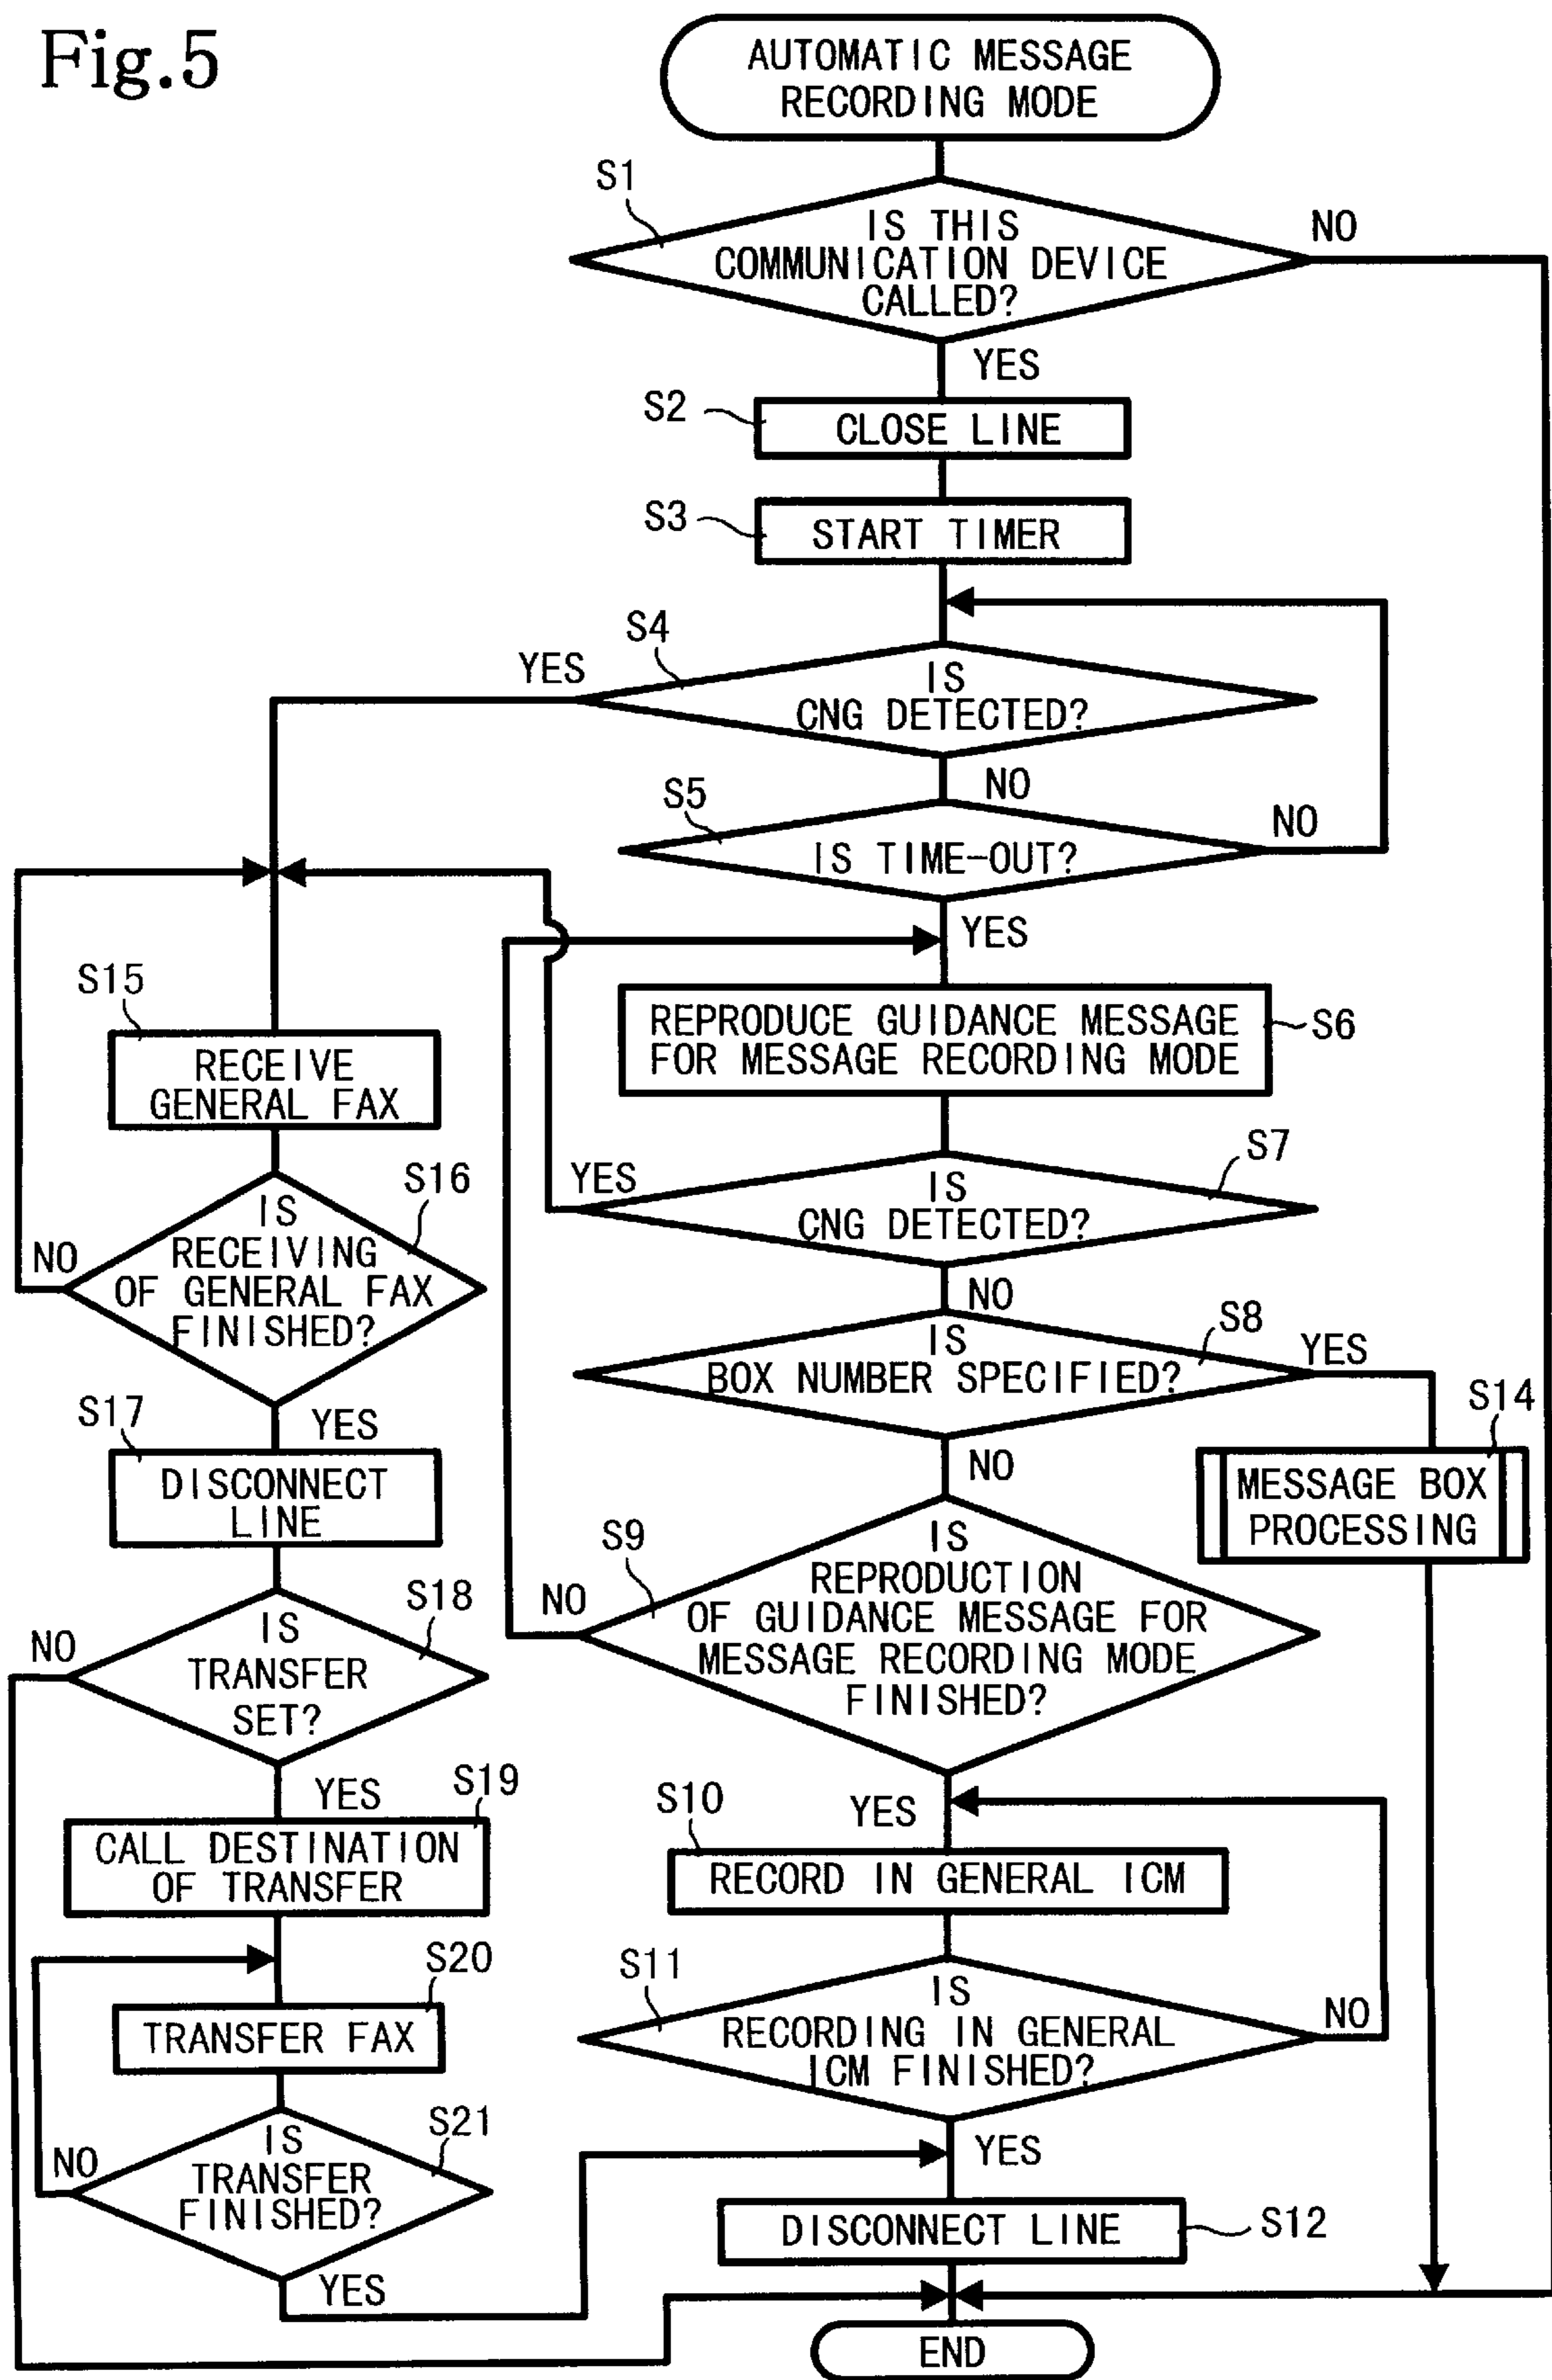 Fig.5
AUTOMATIC MESSAGE
RECORDING MODE
S1
IS THIS
COMMUNICATION DEVICE
CALLED?
NO
YES
S2
CLOSE LINE
S3
START TIMER
S4
YES
IS
CNG DETECTED?
NO
S5
IS TIME-OUT?
NO
YES
REPRODUCE GUIDANCE MESSAGE
FOR MESSAGE RECORDING MODE
S6
S7
YES
IS
CNG DETECTED?
NO
S8
IS
BOX NUMBER SPECIFIED?
YES
NO
S14
MESSAGE BOX
PROCESSING
S9
IS
REPRODUCTION
OF GUIDANCE MESSAGE FOR
MESSAGE RECORDING MODE
FINISHED?
NO
YES
S10
RECORD IN GENERAL ICM
S11
IS
RECORDING IN GENERAL
ICM FINISHED?
NO
YES
DISCONNECT LINE
S12
END
S15
RECEIVE
GENERAL FAX
S16
IS
RECEIVING
OF GENERAL FAX
FINISHED?
NO
YES
S17
DISCONNECT
LINE
S18
IS
TRANSFER
SET?
NO
YES
S19
CALL DESTINATION
OF TRANSFER
S20
TRANSFER FAX
S21
IS
TRANSFER
FINISHED?
NO
YES